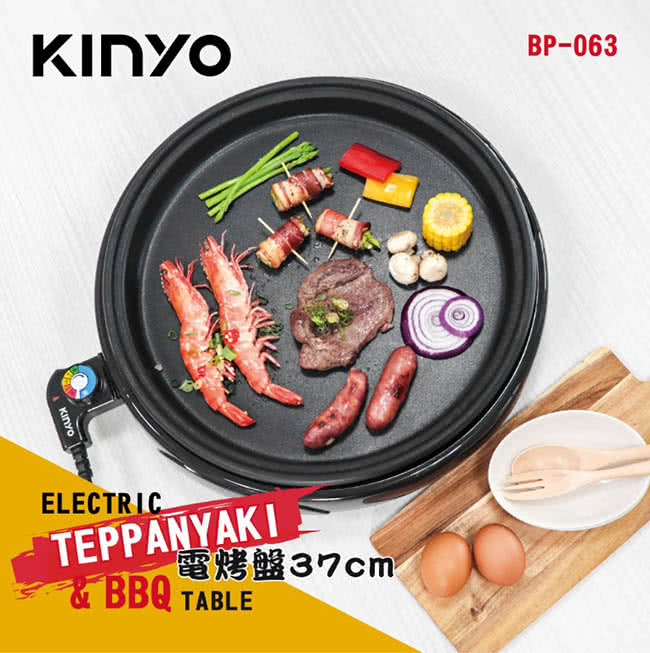 KINYO
BP-063
KINYO
ELECTRIC
TEPPANYAKI
電烤盤37cm
& BBQ TABLE